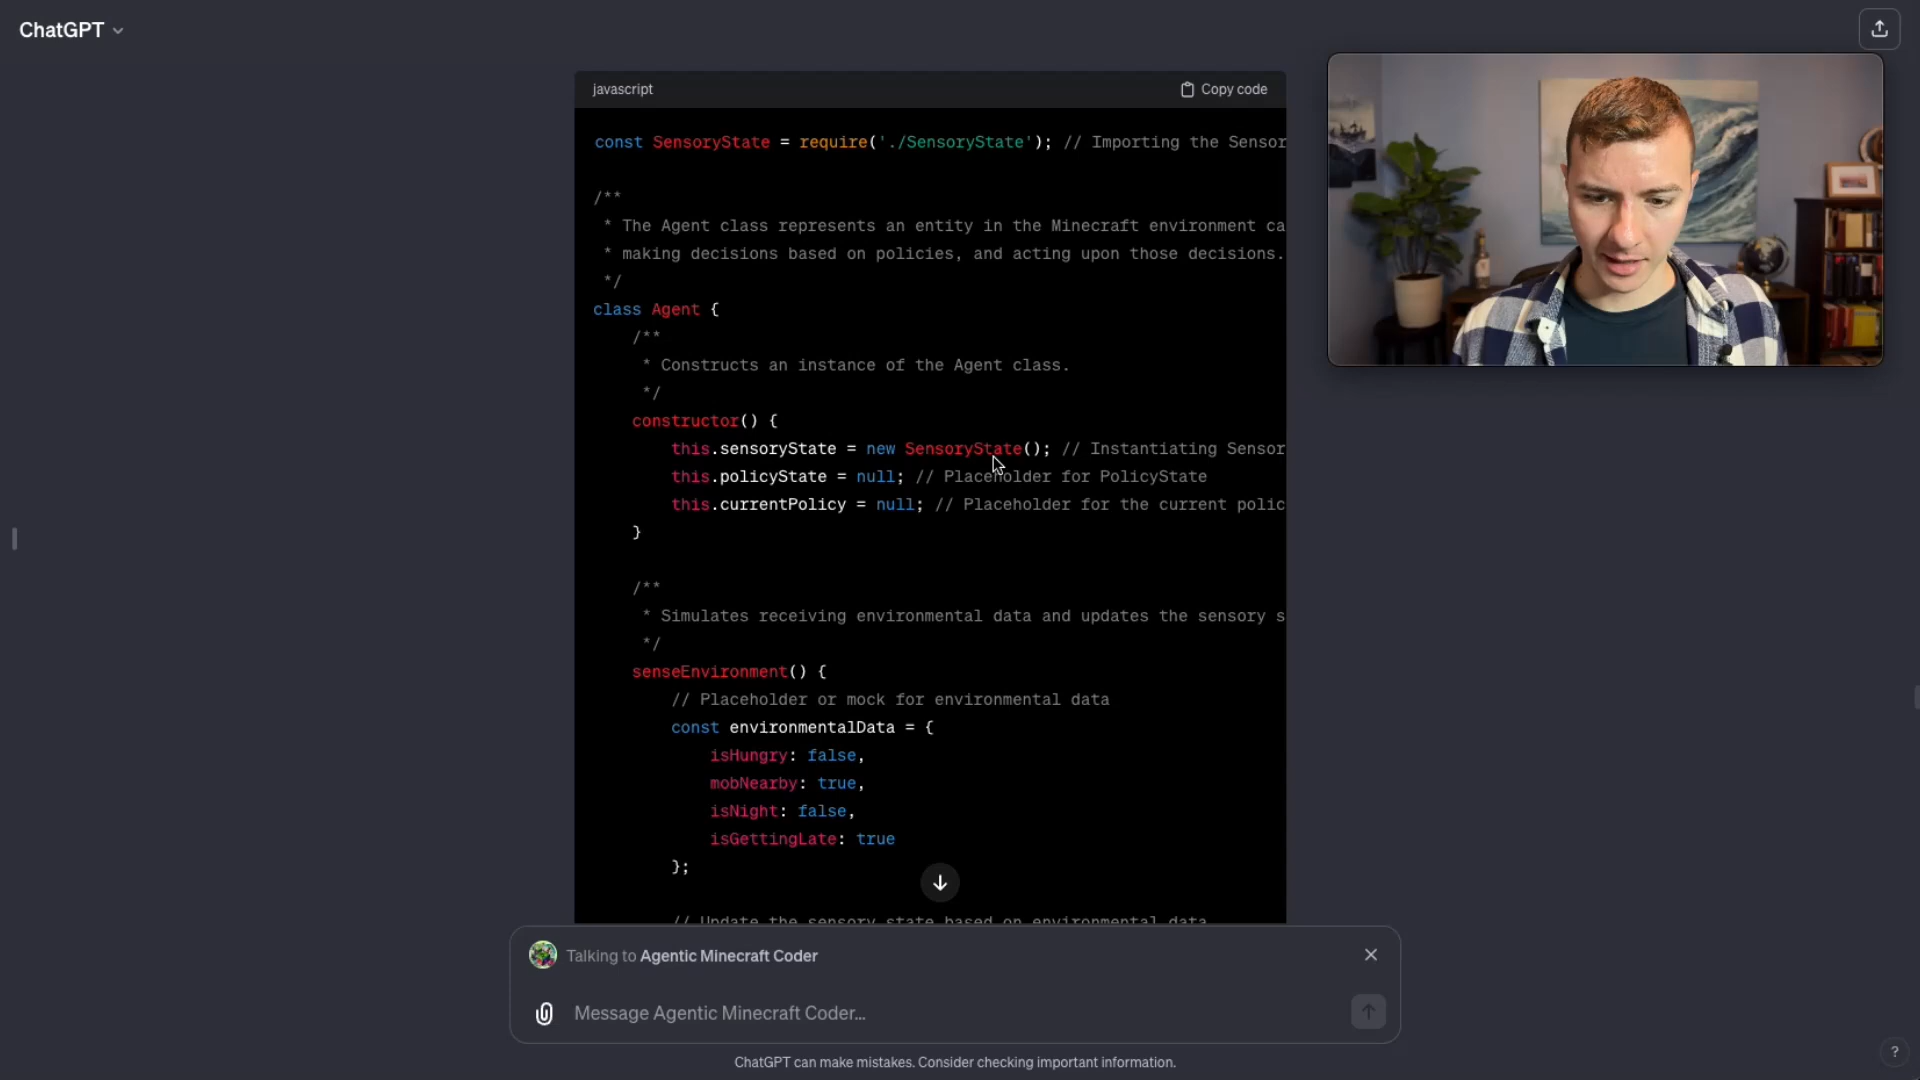 ChatGPT
javascript
Copy code
const SensoryState = require('./SensoryState'); // Importing the Sensor
/**
* The Agent class represents an entity in the Minecraft environment ca
* making decisions based on policies, and acting upon those decisions.
*/
class Agent {
/**
* Constructs an instance of the Agent class.
*/
constructor() {
this.sensoryState = new SensoryState(); // Instantiating Sensor
this.policyState = null; // Placeholder for PolicyState
this.currentPolicy = null; // Placeholder for the current polic
}
/**
* Simulates receiving environmental data and updates the sensory s
*/
senseEnvironment() {
// Placeholder or mock for environmental data
const environmentalData = {
isHungry: false,
mobNearby: true,
isNight: false,
isGettingLate: true
};
// Update the sensory state based on environmental data
Talking to Agentic Minecraft Coder
Message Agentic Minecraft Coder...
ChatGPT can make mistakes. Consider checking important information.
?